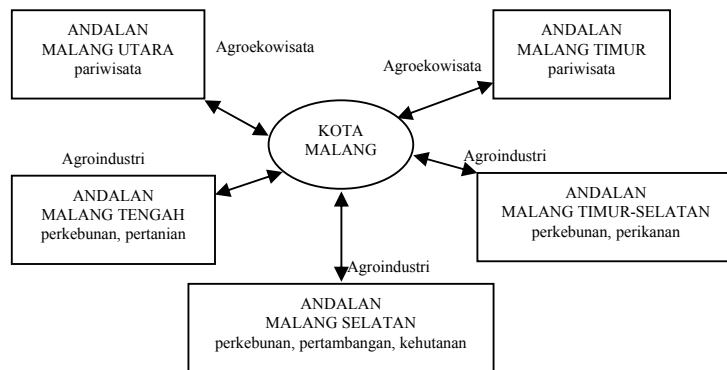 ANDALAN
MALANG UTARA
pariwisata
Agroekowisata
Agroekowisata
ANDALAN
MALANG TIMUR
pariwisata
KOTA
MALANG
Agroindustri
ANDALAN
MALANG TENGAH
perkebunan, pertanian
Agroindustri
ANDALAN
MALANG TIMUR-SELATAN
perkebunan, perikanan
Agroindustri
ANDALAN
MALANG SELATAN
perkebunan, pertambangan, kehutanan